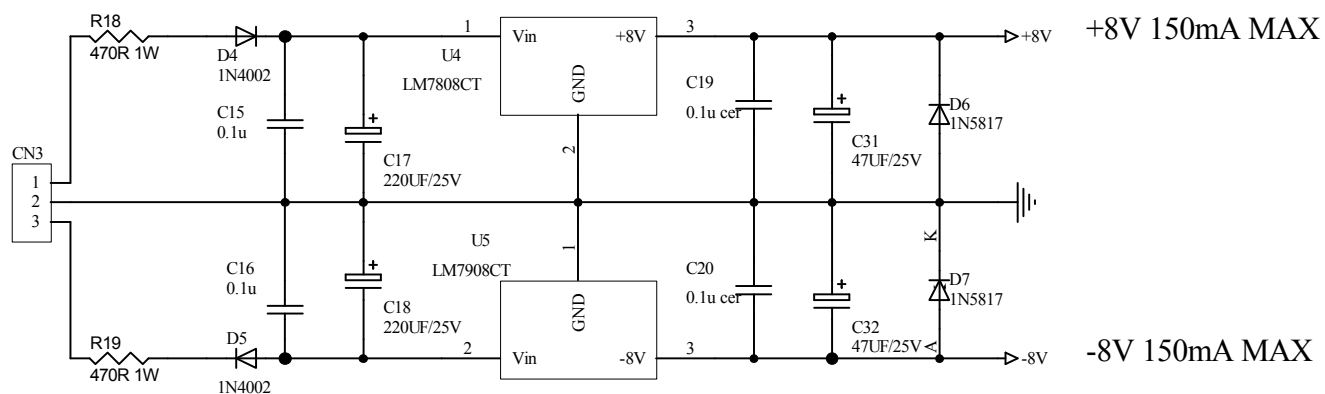 R18
470R 1W
D4
1N4002
1
Vin
+8V
GND
U4
LM7808CT
3
2
+8V
+8V 150mA MAX
C15
0.1u
+
C17
220UF/25V
C19
0.1u cer
+
C31
47UF/25V
D6
1N5817
CN3
1
2
3
C16
0.1u
+
C18
220UF/25V
U5
LM7908CT
1
GND
Vin
-8V
2
3
C20
0.1u cer
+
C32
47UF/25V
K
D7
1N5817
A
R19
470R 1W
D5
1N4002
-8V
-8V 150mA MAX